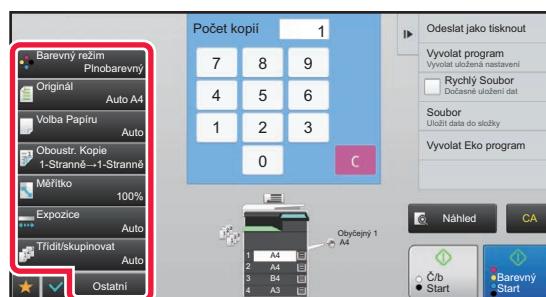 Barevný režim
Plnobarevný
Originál
Auto A4
Volba Papíru
Auto
Oboustr. Kopie
1-Stranně→1-Stranně
Měřítko
100%
Expozice
Auto
Třídit/skupinovat
Auto
Ostatní
Počet kopií
1
7
8
9
4
5
6
1
2
3
0
C
Obyčejný 1
A4
1 A4
2 A4
3 B4
4 A3
Odeslat jako tisknout
Vyvolat program
Vyvolat uložená nastavení
Rychlý Soubor
Dočasné uložení dat
Soubor
Uložit data do složky
Vyvolat Eko program
Náhled
CA
Č/b
Start
Barevný
Start